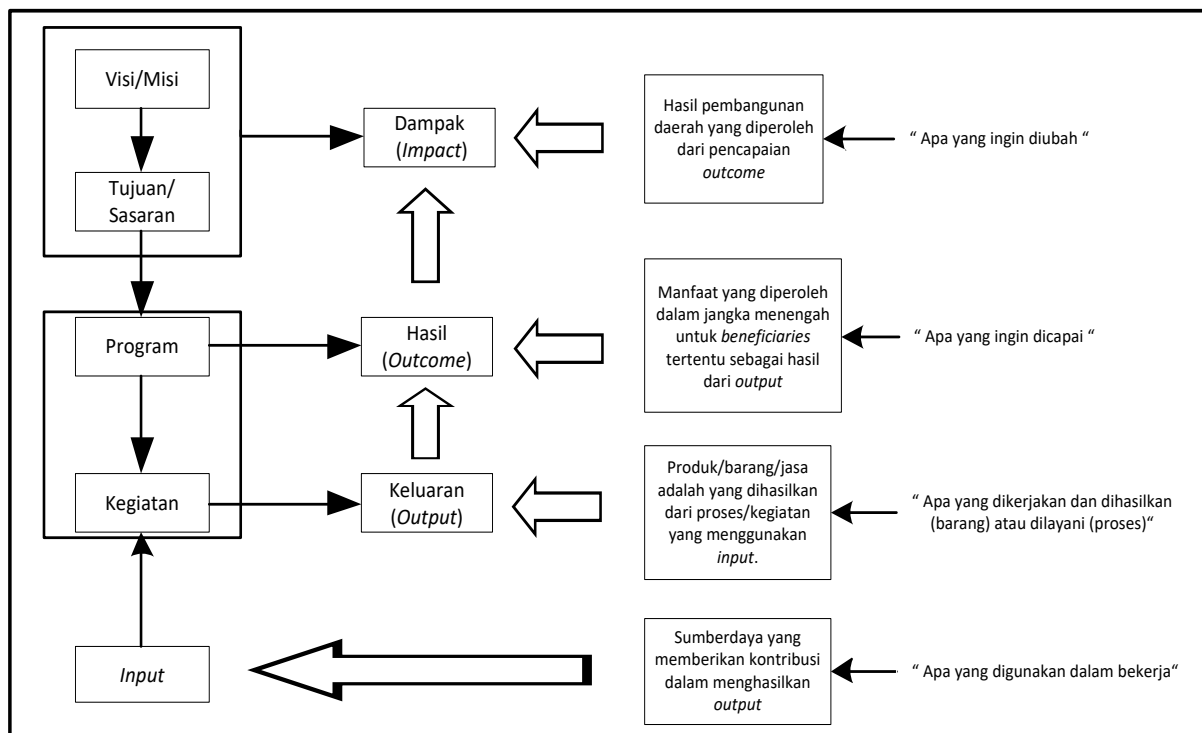 Visi/Misi
Tujuan/
Sasaran
Dampak
(Impact)
Hasil pembangunan
daerah yang diperoleh
dari pencapaian
outcome
“ Apa yang ingin diubah “
Program
Hasil
(Outcome)
Manfaat yang diperoleh
dalam jangka menengah
untuk beneficiaries
tertentu sebagai hasil
dari output
“ Apa yang ingin dicapai “
Kegiatan
Keluaran
(Output)
Produk/barang/jasa
adalah yang dihasilkan
dari proses/kegiatan
yang menggunakan
input.
“ Apa yang dikerjakan dan dihasilkan
(barang) atau dilayani (proses)“
Input
Sumberdaya yang
memberikan kontribusi
dalam menghasilkan
output
“ Apa yang digunakan dalam bekerja“